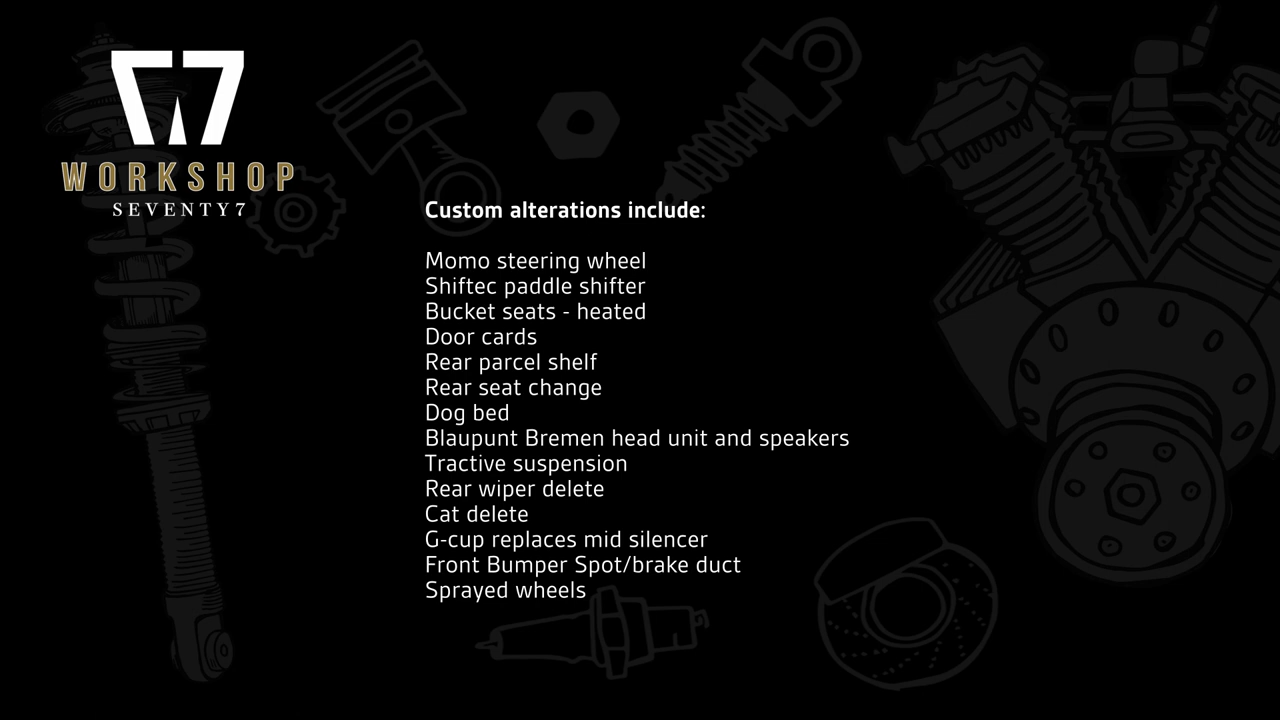 77
WORKSHOP
SEVENTY7
Custom alterations include:
Momo steering wheel
Shiftec paddle shifter
Bucket seats - heated
Door cards
Rear parcel shelf
Rear seat change
Dog bed
Blaupunt Bremen head unit and speakers
Tractive suspension
Rear wiper delete
Cat delete
G-cup replaces mid silencer
Front Bumper Spot/brake duct
Sprayed wheels